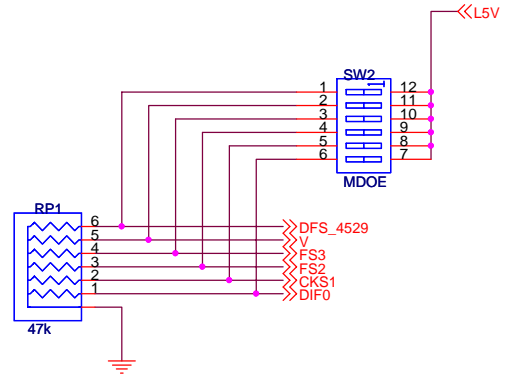 L5V
SW2
1 12
2 11
3 10
4 9
5 8
6 7
MDOE
RP1
6 DFS_4529
5 V
4 FS3
3 FS2
2 CKS1
1 DIF0
47k